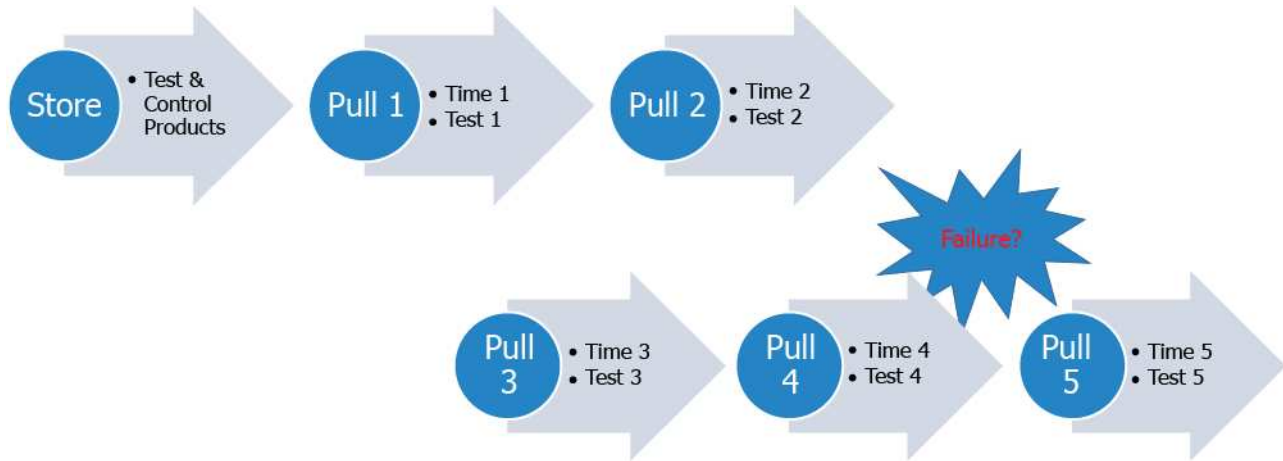 Store
• Test &
Control
Products
Pull 1
• Time 1
• Test 1
Pull 2
• Time 2
• Test 2
Failure?
Pull
3
• Time 3
• Test 3
Pull
4
• Time 4
• Test 4
Pull
5
• Time 5
• Test 5